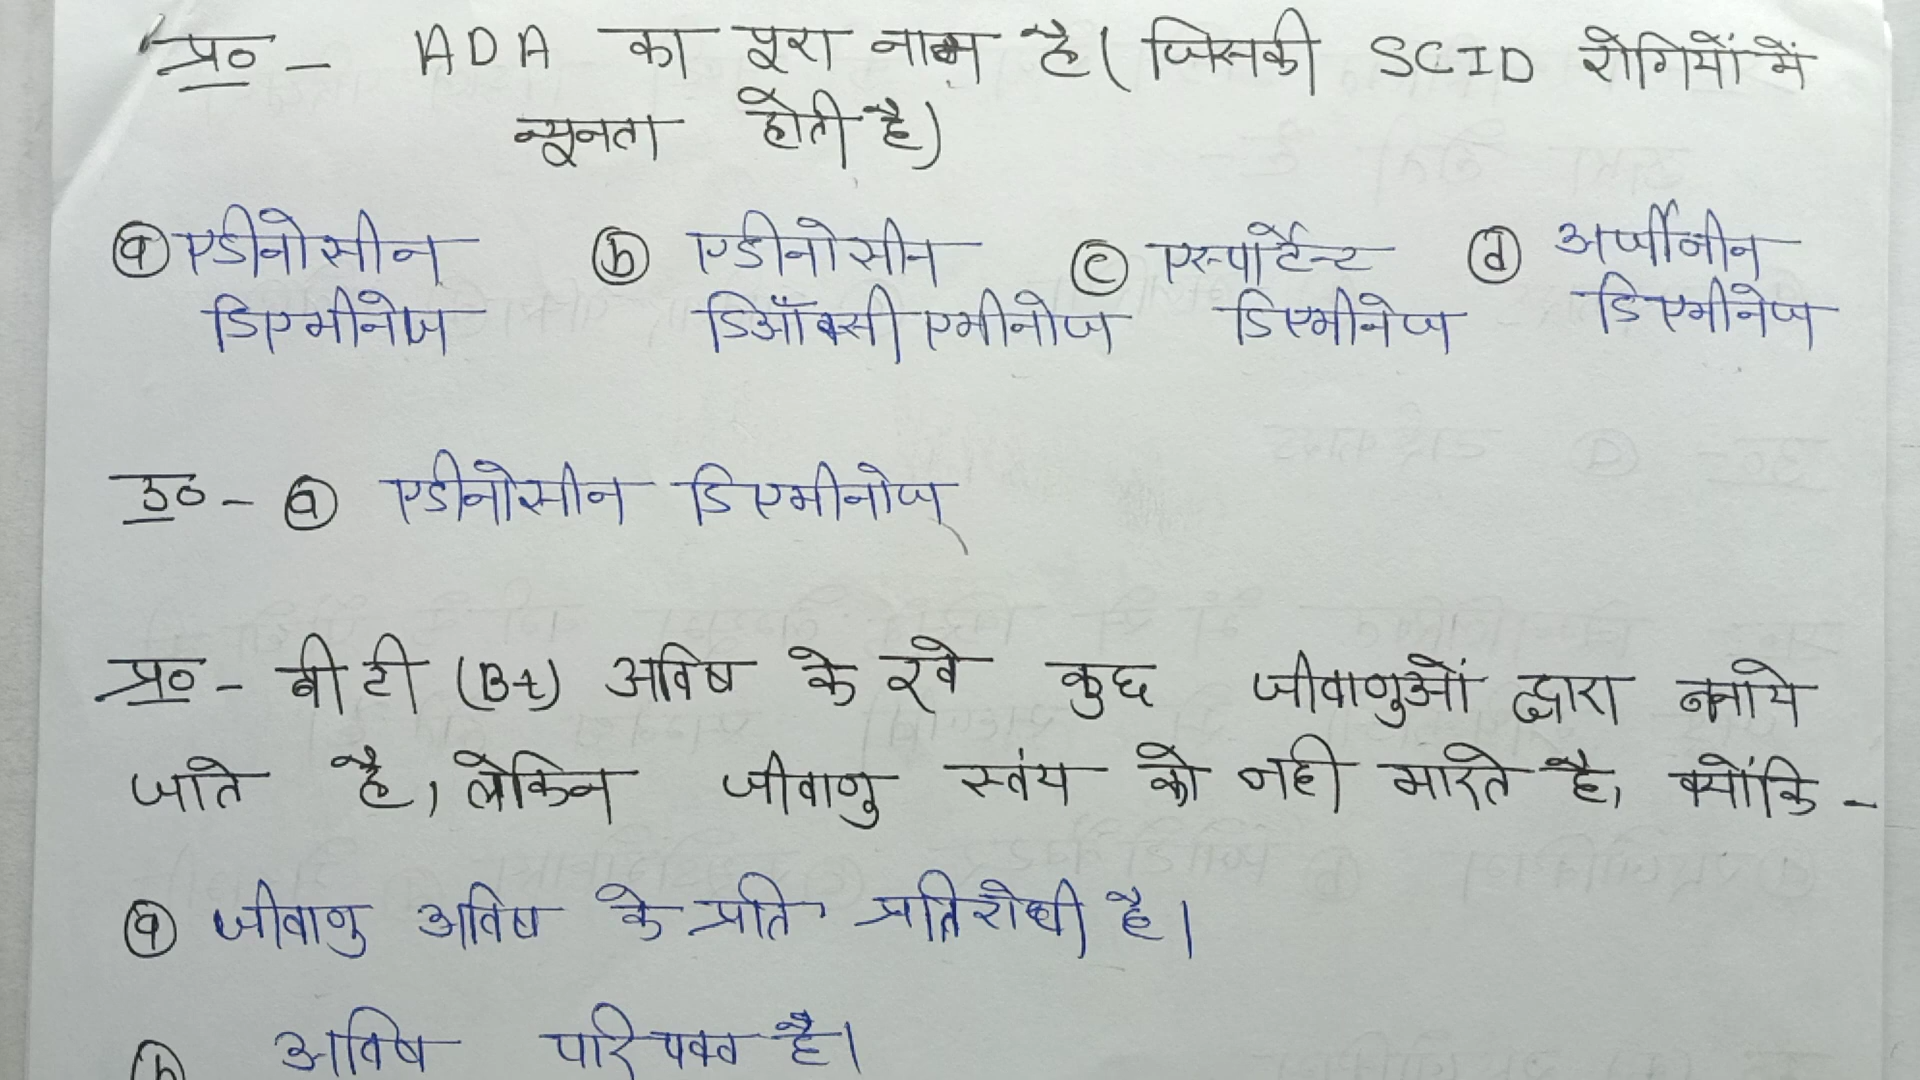 प्र० - ADA का पूरा नाम है ( जिसकी SCID रोगियों में
न्यूनता होती है)
(a) एडीनोसीन (b) एडीनोसीन (c) एस्पार्टेन्ट (d) अर्जीनीन
डिएमीनेज डिऑक्सी एमीनोज डिएमीनेज डिएमीनेज
उ० - (a) एडीनोसीन डिएमीनोज
प्र० - बी टी (Bt) अविष के रवे कुछ जीवाणुओं द्वारा बनाये
जाते है, लेकिन जीवाणु स्वंय को नही मारते है, क्योंकि -
(a) जीवाणु अविष के प्रति प्रतिरोधी है।
(b) अविष परिपक्व है।